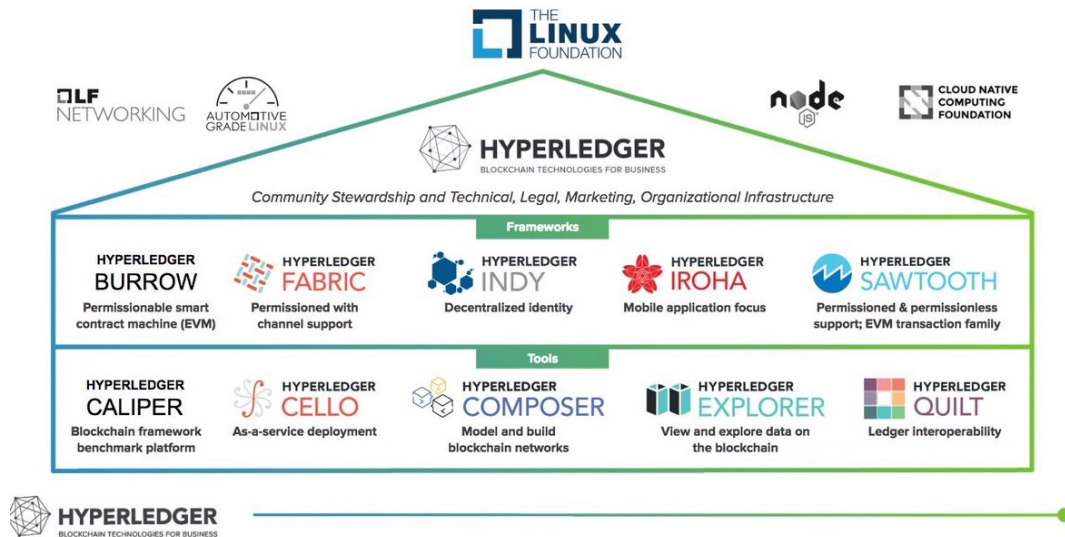 THE
LINUX
FOUNDATION
LF
NETWORKING
AUTOMOTIVE
GRADE LINUX
node
JS
CLOUD NATIVE
COMPUTING
FOUNDATION
HYPERLEDGER
BLOCKCHAIN TECHNOLOGIES FOR BUSINESS
Community Stewardship and Technical, Legal, Marketing, Organizational Infrastructure
Frameworks
HYPERLEDGER
BURROW
Permissionable smart
contract machine (EVM)
HYPERLEDGER
FABRIC
Permissioned with
channel support
HYPERLEDGER
INDY
Decentralized identity
HYPERLEDGER
IROHA
Mobile application focus
HYPERLEDGER
SAWTOOTH
Permissioned & permissionless
support; EVM transaction family
Tools
HYPERLEDGER
CALIPER
Blockchain framework
benchmark platform
HYPERLEDGER
CELLO
As-a-service deployment
HYPERLEDGER
COMPOSER
Model and build
blockchain networks
HYPERLEDGER
EXPLORER
View and explore data on
the blockchain
HYPERLEDGER
QUILT
Ledger interoperability
HYPERLEDGER
BLOCKCHAIN TECHNOLOGIES FOR BUSINESS